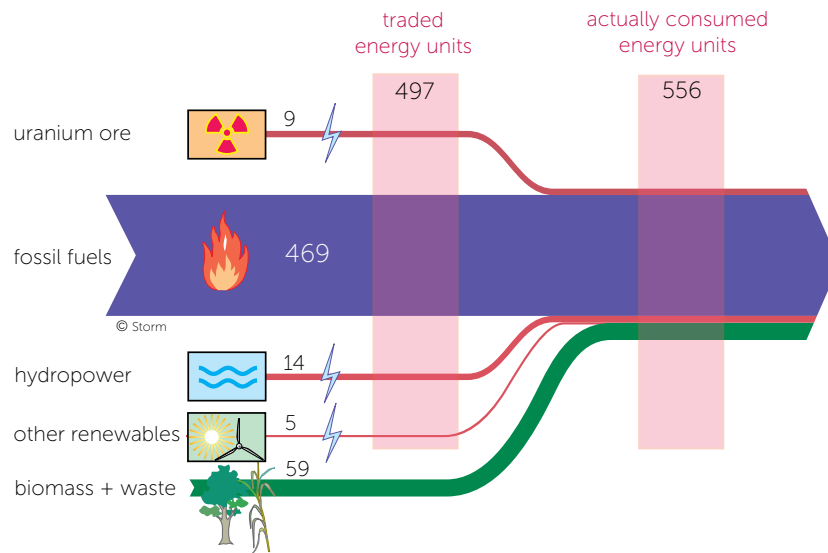 traded
energy units
actually consumed
energy units
497
556
uranium ore
9
fossil fuels
469
© Storm
hydropower
14
other renewables
5
biomass + waste
59